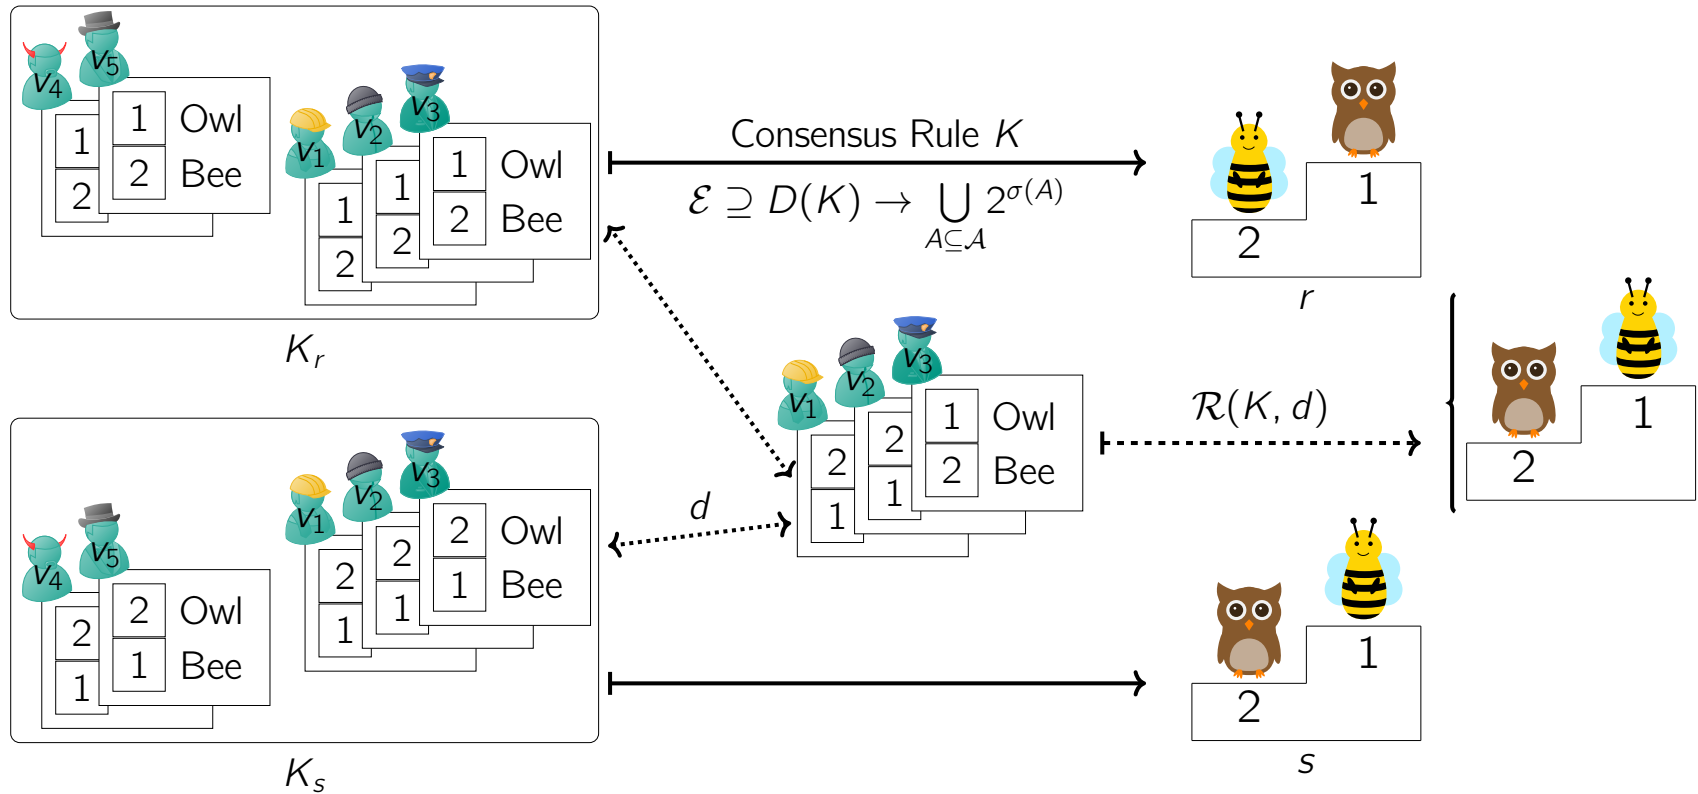 v4
v5
1 Owl
2 Bee
1
2
v1
v2
v3
1 Owl
2 Bee
1
2
1
2
K_r
Consensus Rule K
ℰ ⊇ D(K) → ⋃_{A⊆𝒜} 2^{σ(A)}
1
2
r
v1
v2
v3
1 Owl
2 Bee
2
1
2
1
d
ℛ(K, d)
1
2
v4
v5
2 Owl
1 Bee
2
1
v1
v2
v3
2 Owl
1 Bee
2
1
2
1
K_s
1
2
s